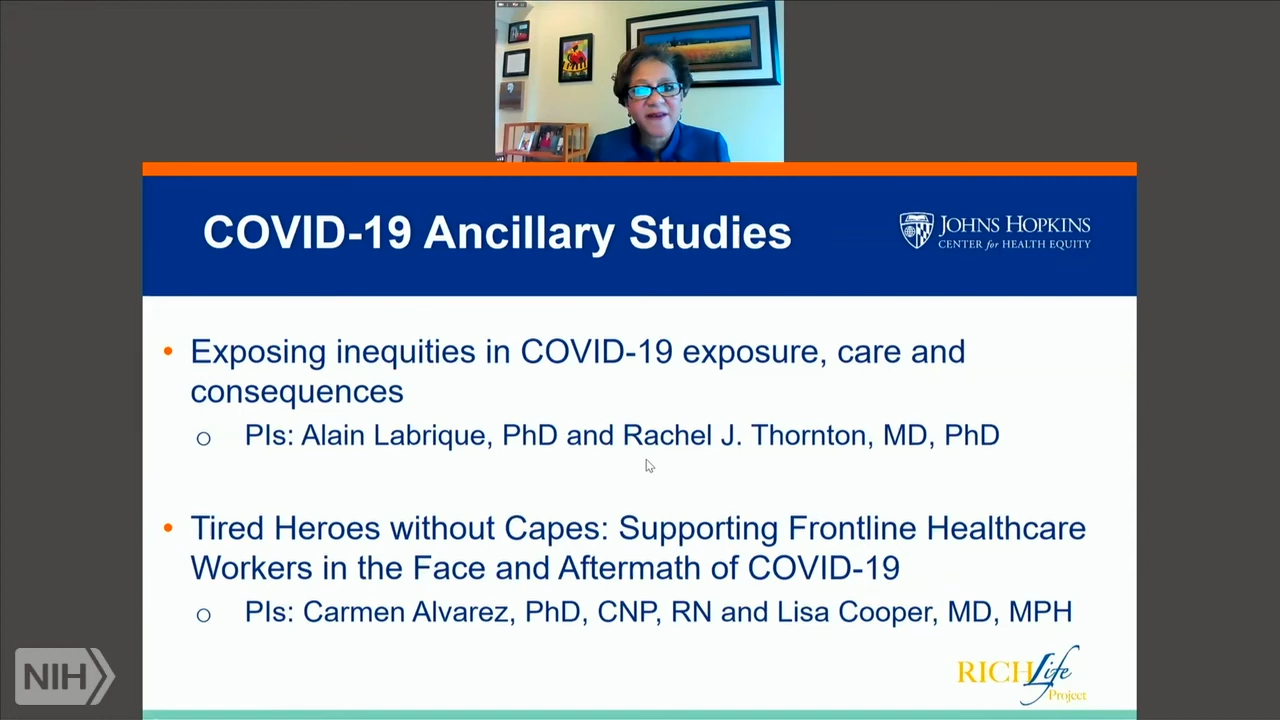 COVID-19 Ancillary Studies
JOHNS HOPKINS
CENTER for HEALTH EQUITY
• Exposing inequities in COVID-19 exposure, care and
consequences
o PIs: Alain Labrique, PhD and Rachel J. Thornton, MD, PhD
• Tired Heroes without Capes: Supporting Frontline Healthcare
Workers in the Face and Aftermath of COVID-19
o PIs: Carmen Alvarez, PhD, CNP, RN and Lisa Cooper, MD, MPH
NIH
RICHLife
Project